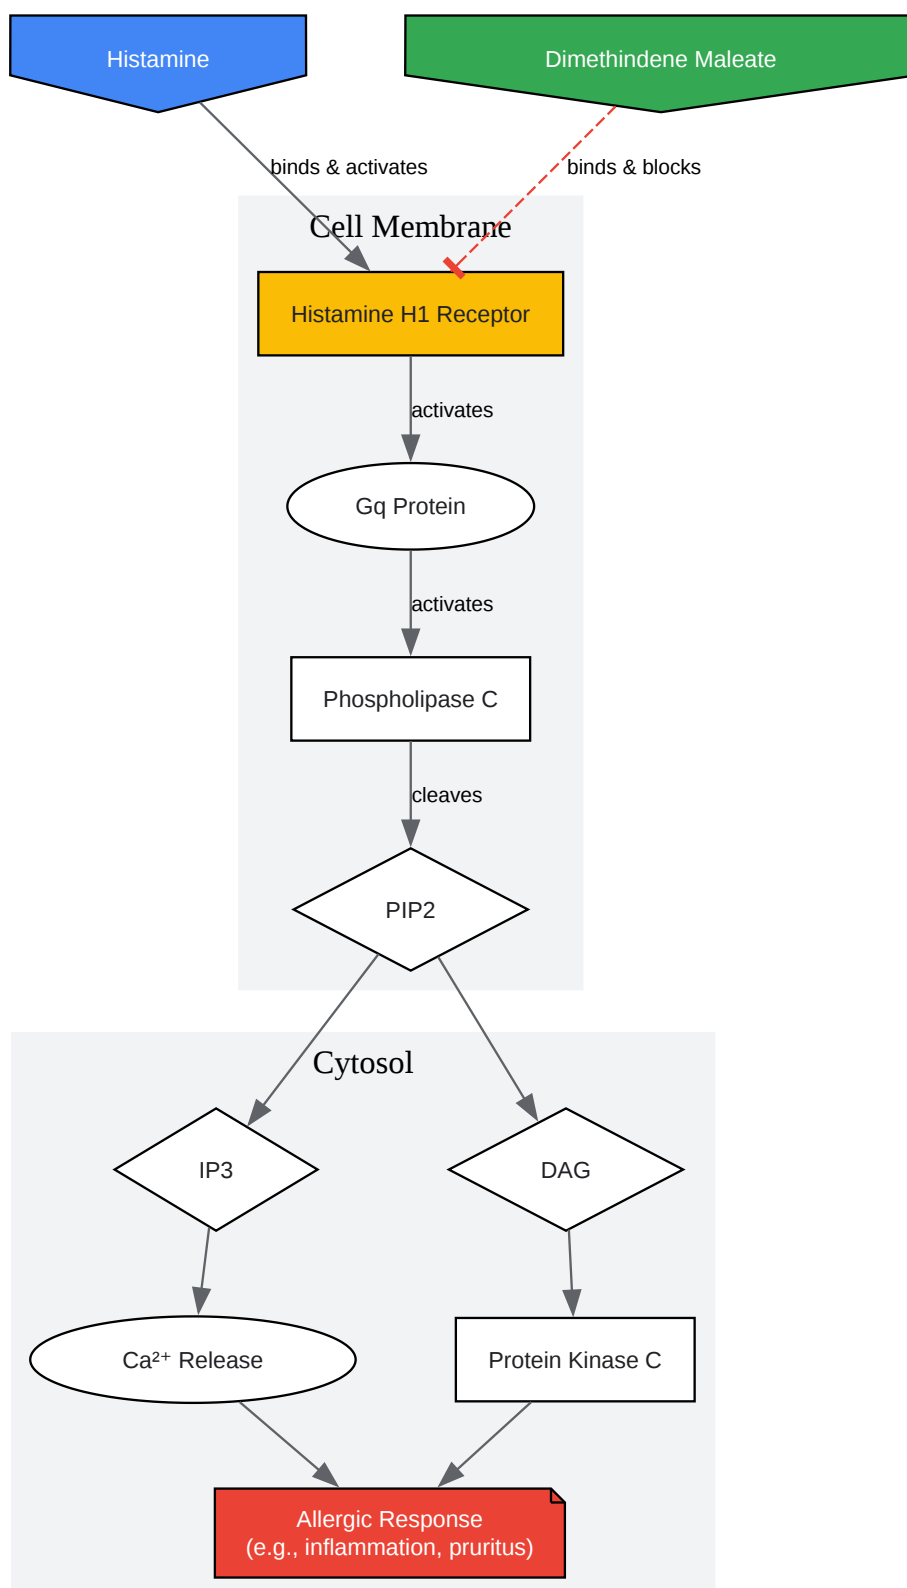 Histamine
Dimethindene Maleate
binds & activates
binds & blocks
Cell Membrane
Histamine H1 Receptor
activates
Gq Protein
activates
Phospholipase C
cleaves
PIP2
Cytosol
IP3
DAG
Ca²⁺ Release
Protein Kinase C
Allergic Response
(e.g., inflammation, pruritus)